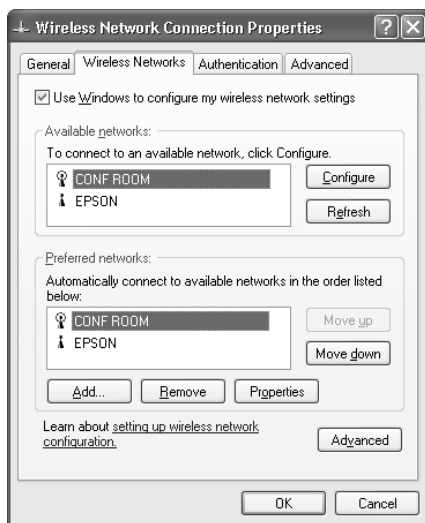 Wireless Network Connection Properties
General Wireless Networks Authentication Advanced
Use Windows to configure my wireless network settings
Available networks:
To connect to an available network, click Configure.
CONF ROOM
EPSON
Configure
Refresh
Preferred networks:
Automatically connect to available networks in the order listed
below:
CONF ROOM
EPSON
Move up
Move down
Add... Remove Properties
Learn about setting up wireless network
configuration.
Advanced
OK Cancel